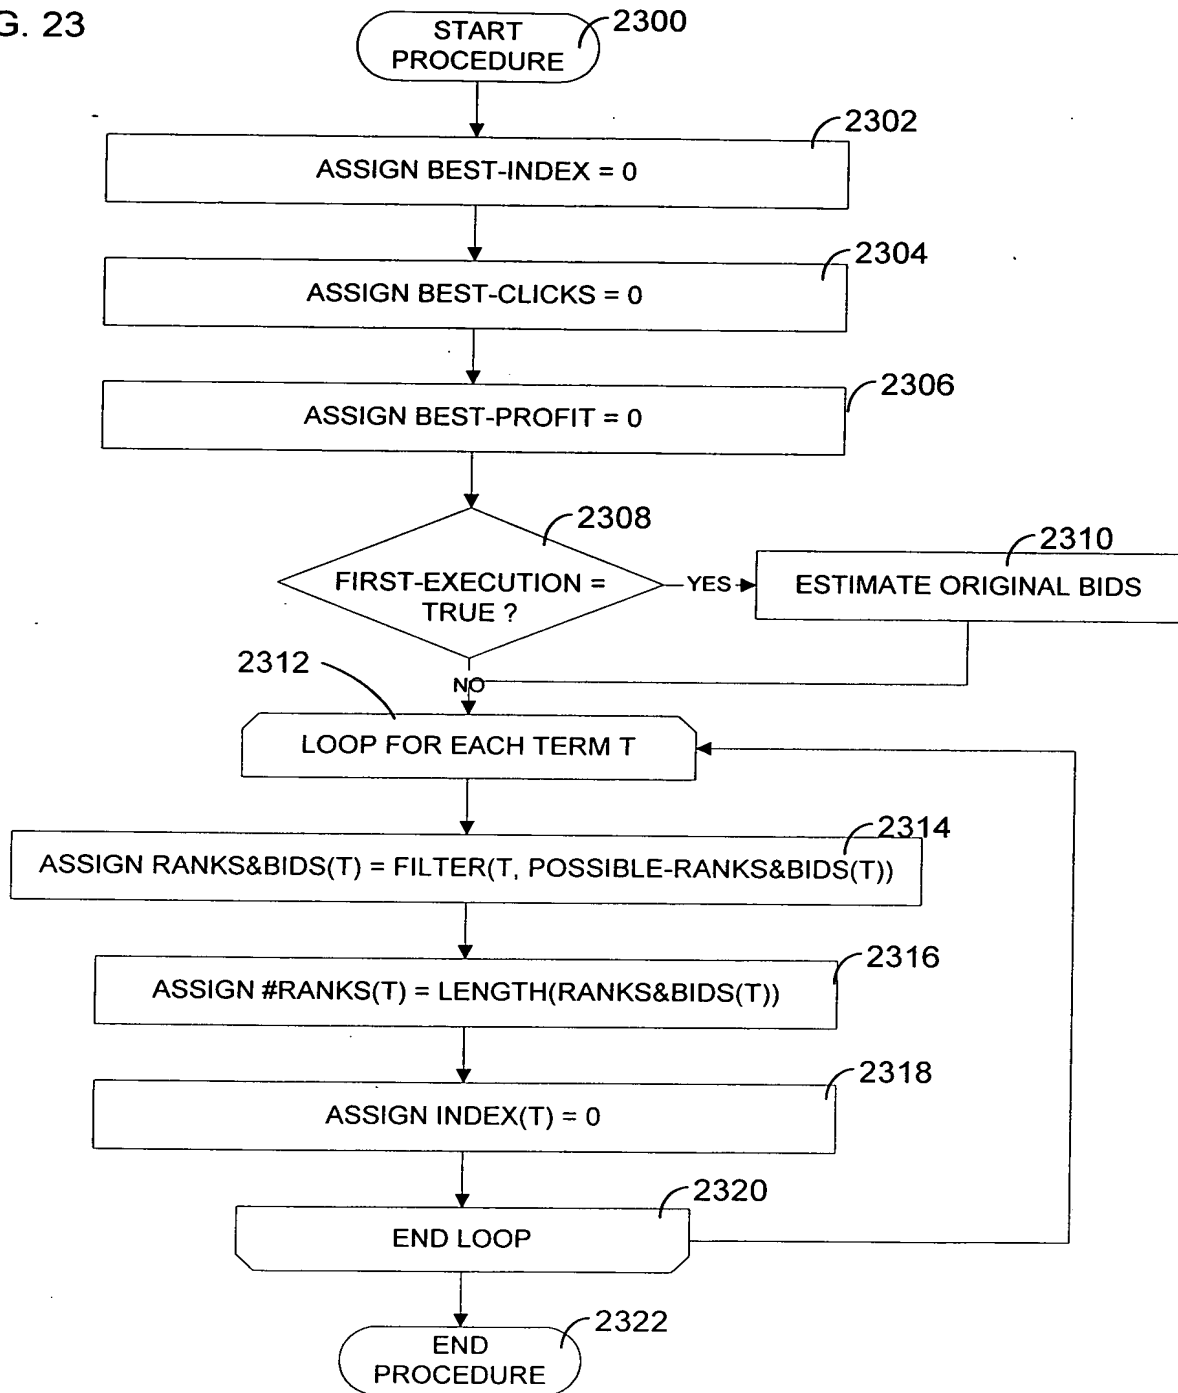 G. 23
START
PROCEDURE
2300
2302
ASSIGN BEST-INDEX = 0
2304
ASSIGN BEST-CLICKS = 0
2306
ASSIGN BEST-PROFIT = 0
2308
FIRST-EXECUTION =
TRUE ?
YES
2310
ESTIMATE ORIGINAL BIDS
NO
2312
LOOP FOR EACH TERM T
2314
ASSIGN RANKS&BIDS(T) = FILTER(T, POSSIBLE-RANKS&BIDS(T))
2316
ASSIGN #RANKS(T) = LENGTH(RANKS&BIDS(T))
2318
ASSIGN INDEX(T) = 0
2320
END LOOP
2322
END
PROCEDURE